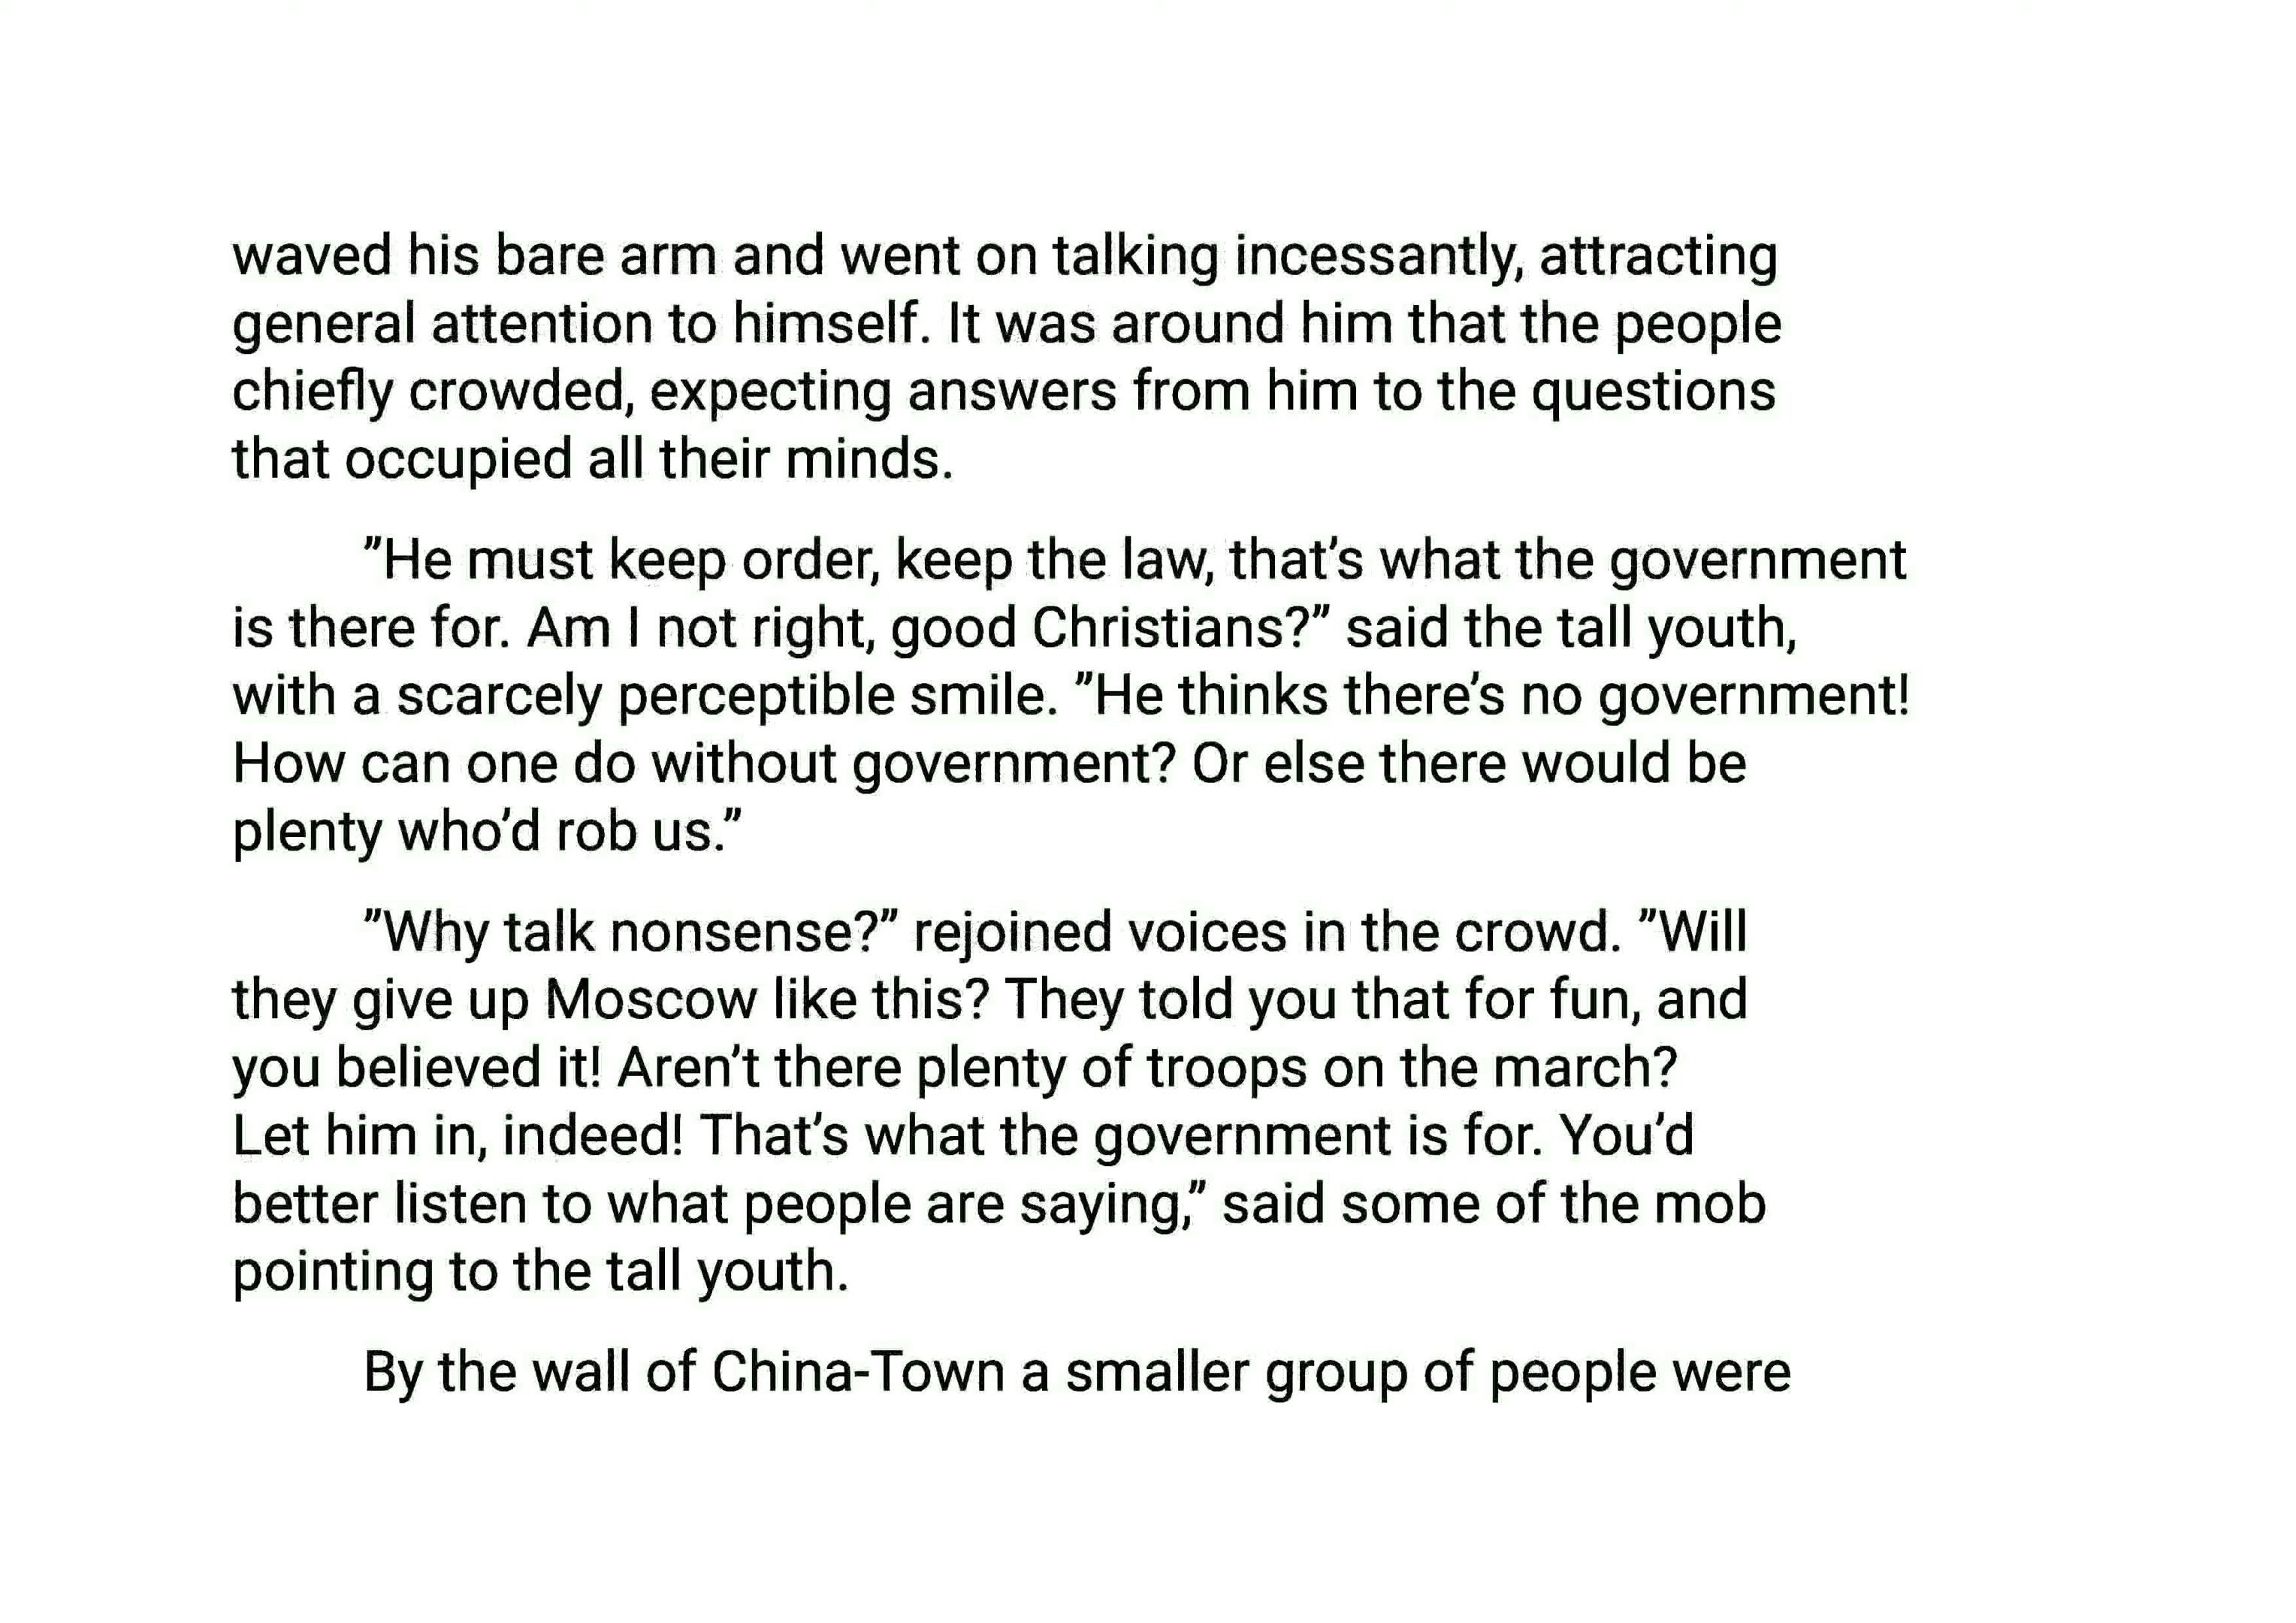 waved his bare arm and went on talking incessantly, attracting
general attention to himself. It was around him that the people
chiefly crowded, expecting answers from him to the questions
that occupied all their minds.
”He must keep order, keep the law, that’s what the government
is there for. Am I not right, good Christians?” said the tall youth,
with a scarcely perceptible smile. ”He thinks there’s no government!
How can one do without government? Or else there would be
plenty who’d rob us.”
”Why talk nonsense?” rejoined voices in the crowd. ”Will
they give up Moscow like this? They told you that for fun, and
you believed it! Aren’t there plenty of troops on the march?
Let him in, indeed! That’s what the government is for. You’d
better listen to what people are saying,” said some of the mob
pointing to the tall youth.
By the wall of China-Town a smaller group of people were